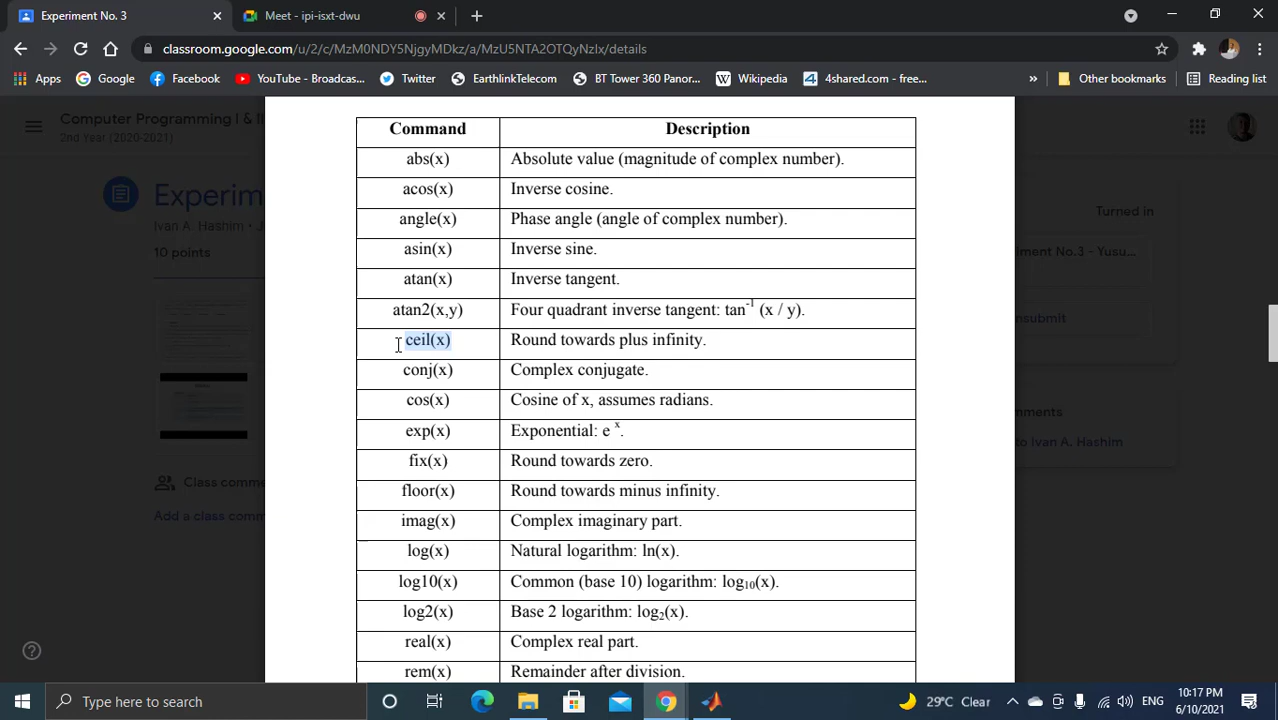 Experiment No. 3
Meet - ipi-isxt-dwu
classroom.google.com/u/2/c/MzM0NDY5NjgyMDkz/a/MzU5NTA2OTQyNzIx/details
Apps
Google
Facebook
YouTube - Broadcas...
Twitter
EarthlinkTelecom
BT Tower 360 Panor...
Wikipedia
4shared.com - free...
»
Other bookmarks
Reading list
Computer Programming I & II
2nd Year (2020-2021)
Experim
Ivan A. Hashim •
10 points
Turned in
periment No.3 - Yusu
nsubmit
mments
to Ivan A. Hashim
Class comme
Add a class comm
Command Description
abs(x) Absolute value (magnitude of complex number).
acos(x) Inverse cosine.
angle(x) Phase angle (angle of complex number).
asin(x) Inverse sine.
atan(x) Inverse tangent.
atan2(x,y) Four quadrant inverse tangent: tan⁻¹ (x / y).
ceil(x) Round towards plus infinity.
conj(x) Complex conjugate.
cos(x) Cosine of x, assumes radians.
exp(x) Exponential: e ˣ.
fix(x) Round towards zero.
floor(x) Round towards minus infinity.
imag(x) Complex imaginary part.
log(x) Natural logarithm: ln(x).
log10(x) Common (base 10) logarithm: log₁₀(x).
log2(x) Base 2 logarithm: log₂(x).
real(x) Complex real part.
rem(x) Remainder after division.
Type here to search
29°C Clear
ENG
10:17 PM
6/10/2021